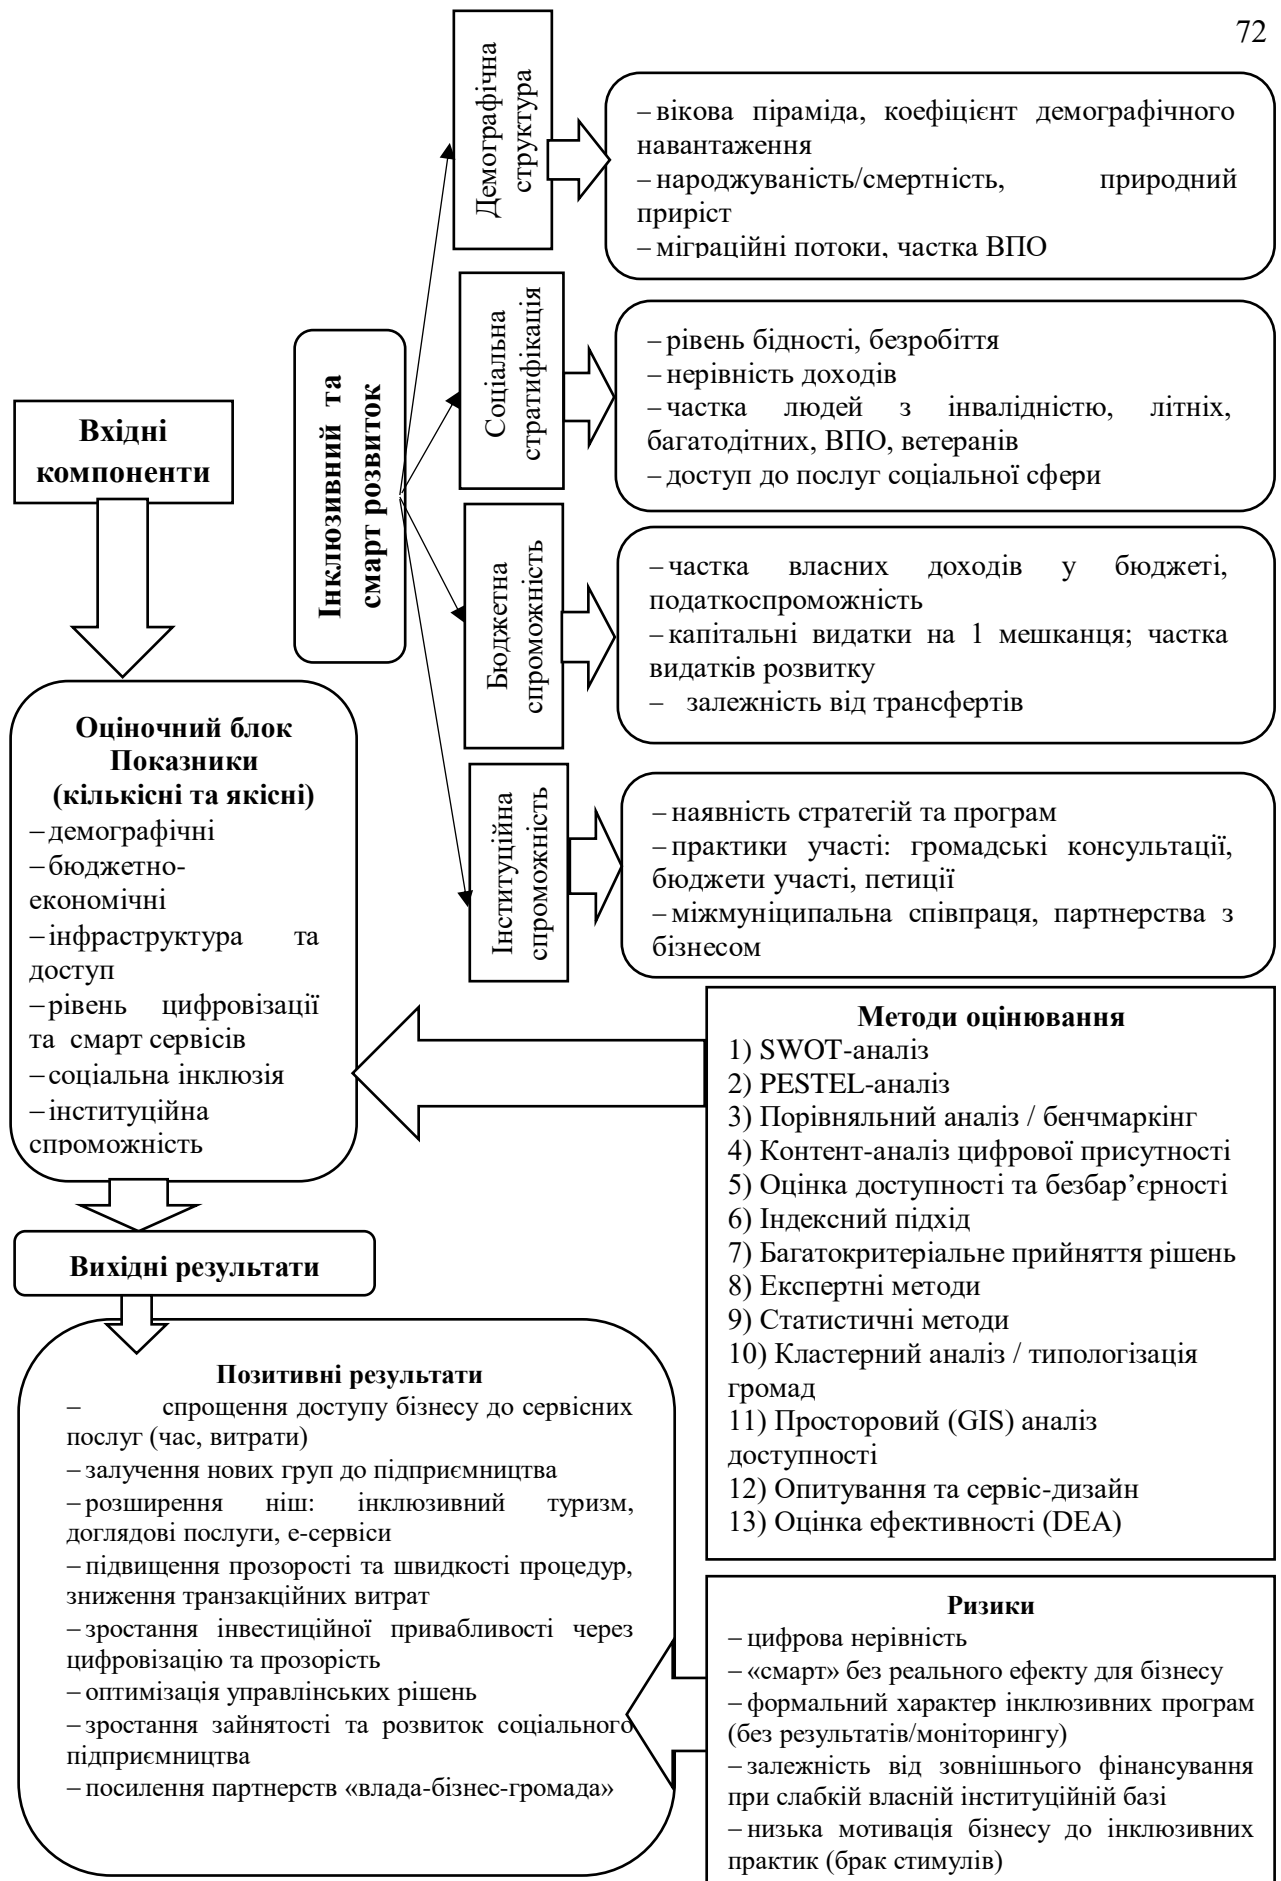 72
Демографічна
структура
– вікова піраміда, коефіцієнт демографічного
навантаження
– народжуваність/смертність, природний
приріст
– міграційні потоки, частка ВПО
Соціальна
стратифікація
– рівень бідності, безробіття
– нерівність доходів
– частка людей з інвалідністю, літніх,
багатодітних, ВПО, ветеранів
– доступ до послуг соціальної сфери
Інклюзивний та
смарт розвиток
Вхідні
компоненти
Бюджетна
спроможність
– частка власних доходів у бюджеті,
податкоспроможність
– капітальні видатки на 1 мешканця; частка
видатків розвитку
– залежність від трансфертів
Інституційна
спроможність
– наявність стратегій та програм
– практики участі: громадські консультації,
бюджети участі, петиції
– міжмуніципальна співпраця, партнерства з
бізнесом
Оціночний блок
Показники
(кількісні та якісні)
– демографічні
– бюджетно-
економічні
– інфраструктура та
доступ
– рівень цифровізації
та смарт сервісів
– соціальна інклюзія
– інституційна
спроможність
Методи оцінювання
1) SWOT-аналіз
2) PESTEL-аналіз
3) Порівняльний аналіз / бенчмаркінг
4) Контент-аналіз цифрової присутності
5) Оцінка доступності та безбар’єрності
6) Індексний підхід
7) Багатокритеріальне прийняття рішень
8) Експертні методи
9) Статистичні методи
10) Кластерний аналіз / типологізація
громад
11) Просторовий (GIS) аналіз
доступності
12) Опитування та сервіс-дизайн
13) Оцінка ефективності (DEA)
Вихідні результати
Позитивні результати
– спрощення доступу бізнесу до сервісних
послуг (час, витрати)
– залучення нових груп до підприємництва
– розширення ніш: інклюзивний туризм,
доглядові послуги, е-сервіси
– підвищення прозорості та швидкості процедур,
зниження транзакційних витрат
– зростання інвестиційної привабливості через
цифровізацію та прозорість
– оптимізація управлінських рішень
– зростання зайнятості та розвиток соціального
підприємництва
– посилення партнерств «влада-бізнес-громада»
Ризики
– цифрова нерівність
– «смарт» без реального ефекту для бізнесу
– формальний характер інклюзивних програм
(без результатів/моніторингу)
– залежність від зовнішнього фінансування
при слабкій власній інституційній базі
– низька мотивація бізнесу до інклюзивних
практик (брак стимулів)